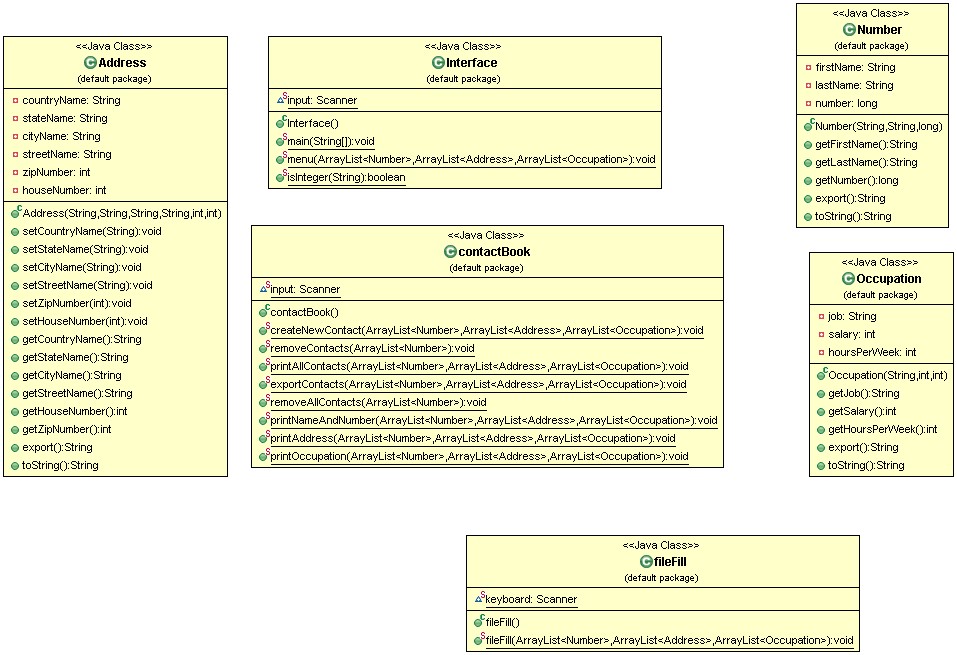 <<Java Class>>
Address
(default package)
countryName: String
stateName: String
cityName: String
streetName: String
zipNumber: int
houseNumber: int
Address(String,String,String,String,int,int)
setCountryName(String):void
setStateName(String):void
setCityName(String):void
setStreetName(String):void
setZipNumber(int):void
setHouseNumber(int):void
getCountryName():String
getStateName():String
getCityName():String
getStreetName():String
getHouseNumber():int
getZipNumber():int
export():String
toString():String
<<Java Class>>
Interface
(default package)
input: Scanner
Interface()
main(String[]):void
menu(ArrayList<Number>,ArrayList<Address>,ArrayList<Occupation>):void
isInteger(String):boolean
<<Java Class>>
contactBook
(default package)
input: Scanner
contactBook()
createNewContact(ArrayList<Number>,ArrayList<Address>,ArrayList<Occupation>):void
removeContacts(ArrayList<Number>):void
printAllContacts(ArrayList<Number>,ArrayList<Address>,ArrayList<Occupation>):void
exportContacts(ArrayList<Number>,ArrayList<Address>,ArrayList<Occupation>):void
removeAllContacts(ArrayList<Number>):void
printNameAndNumber(ArrayList<Number>,ArrayList<Address>,ArrayList<Occupation>):void
printAddress(ArrayList<Number>,ArrayList<Address>,ArrayList<Occupation>):void
printOccupation(ArrayList<Number>,ArrayList<Address>,ArrayList<Occupation>):void
<<Java Class>>
Number
(default package)
firstName: String
lastName: String
number: long
Number(String,String,long)
getFirstName():String
getLastName():String
getNumber():long
export():String
toString():String
<<Java Class>>
Occupation
(default package)
job: String
salary: int
hoursPerWeek: int
Occupation(String,int,int)
getJob():String
getSalary():int
getHoursPerWeek():int
export():String
toString():String
<<Java Class>>
fileFill
(default package)
keyboard: Scanner
fileFill()
fileFill(ArrayList<Number>,ArrayList<Address>,ArrayList<Occupation>):void